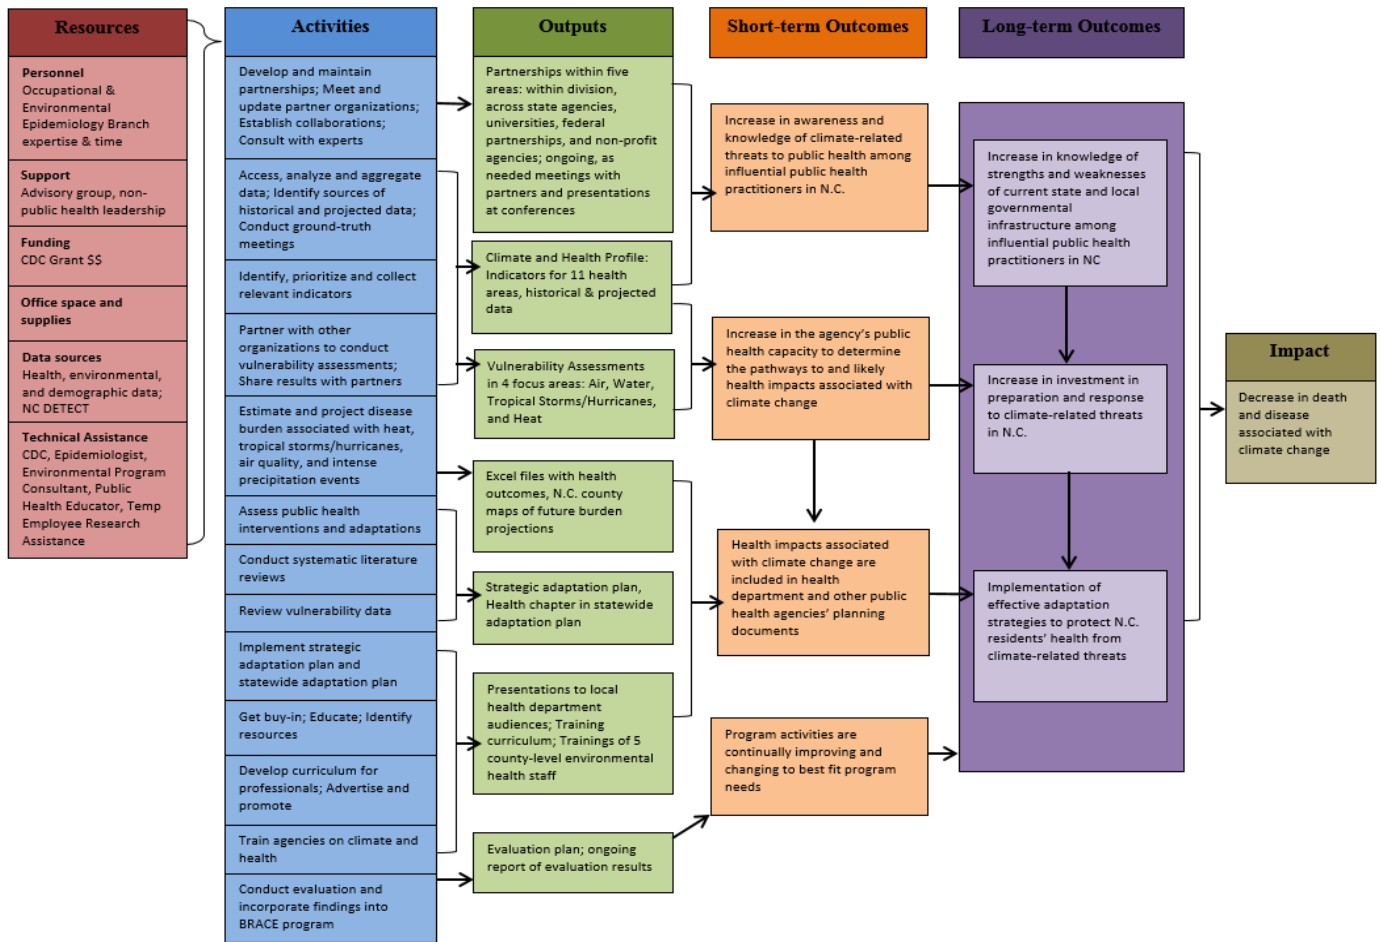 Resources
Personnel
Occupational &
Environmental
Epidemiology Branch
expertise & time
Support
Advisory group, non-
public health leadership
Funding
CDC Grant $$
Office space and
supplies
Data sources
Health, environmental,
and demographic data;
NC DETECT
Technical Assistance
CDC, Epidemiologist,
Environmental Program
Consultant, Public
Health Educator, Temp
Employee Research
Assistance
Activities
Develop and maintain
partnerships; Meet and
update partner organizations;
Establish collaborations;
Consult with experts
Access, analyze and aggregate
data; Identify sources of
historical and projected data;
Conduct ground-truth
meetings
Identify, prioritize and collect
relevant indicators
Partner with other
organizations to conduct
vulnerability assessments;
Share results with partners
Estimate and project disease
burden associated with heat,
tropical storms/hurricanes,
air quality, and intense
precipitation events
Assess public health
interventions and adaptations
Conduct systematic literature
reviews
Review vulnerability data
Implement strategic
adaptation plan and
statewide adaptation plan
Get buy-in; Educate; Identify
resources
Develop curriculum for
professionals; Advertise and
promote
Train agencies on climate and
health
Conduct evaluation and
incorporate findings into
BRACE program
Outputs
Partnerships within five
areas: within division,
across state agencies,
universities, federal
partnerships, and non-profit
agencies; ongoing, as
needed meetings with
partners and presentations
at conferences
Climate and Health Profile:
Indicators for 11 health
areas, historical & projected
data
Vulnerability Assessments
in 4 focus areas: Air, Water,
Tropical Storms/Hurricanes,
and Heat
Excel files with health
outcomes, N.C. county
maps of future burden
projections
Strategic adaptation plan,
Health chapter in statewide
adaptation plan
Presentations to local
health department
audiences; Training
curriculum; Trainings of 5
county-level environmental
health staff
Evaluation plan; ongoing
report of evaluation results
Short-term Outcomes
Increase in awareness and
knowledge of climate-related
threats to public health among
influential public health
practitioners in N.C.
Increase in the agency's public
health capacity to determine
the pathways to and likely
health impacts associated with
climate change
Health impacts associated
with climate change are
included in health
department and other public
health agencies' planning
documents
Program activities are
continually improving and
changing to best fit program
needs
Long-term Outcomes
Increase in knowledge of
strengths and weaknesses
of current state and local
governmental
infrastructure among
influential public health
practitioners in NC
Increase in investment in
preparation and response
to climate-related threats
in N.C.
Implementation of
effective adaptation
strategies to protect N.C.
residents' health from
climate-related threats
Impact
Decrease in death
and disease
associated with
climate change